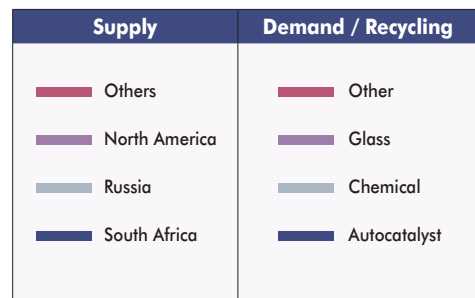 Supply
Others
North America
Russia
South Africa
Demand / Recycling
Other
Glass
Chemical
Autocatalyst